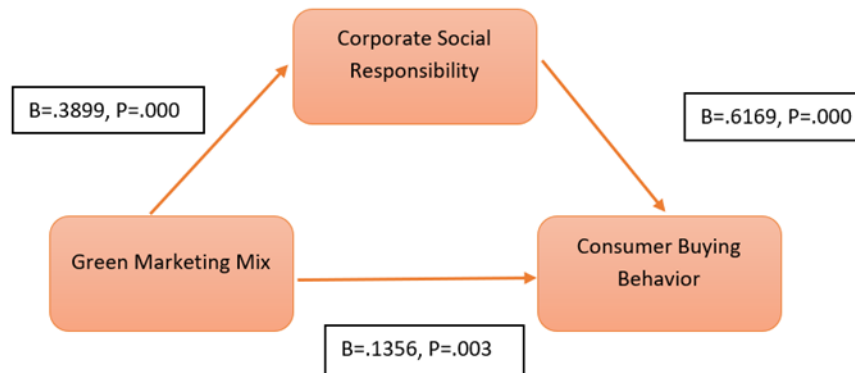 Corporate Social
Responsibility
B=.3899, P=.000
B=.6169, P=.000
Green Marketing Mix
Consumer Buying
Behavior
B=.1356, P=.003